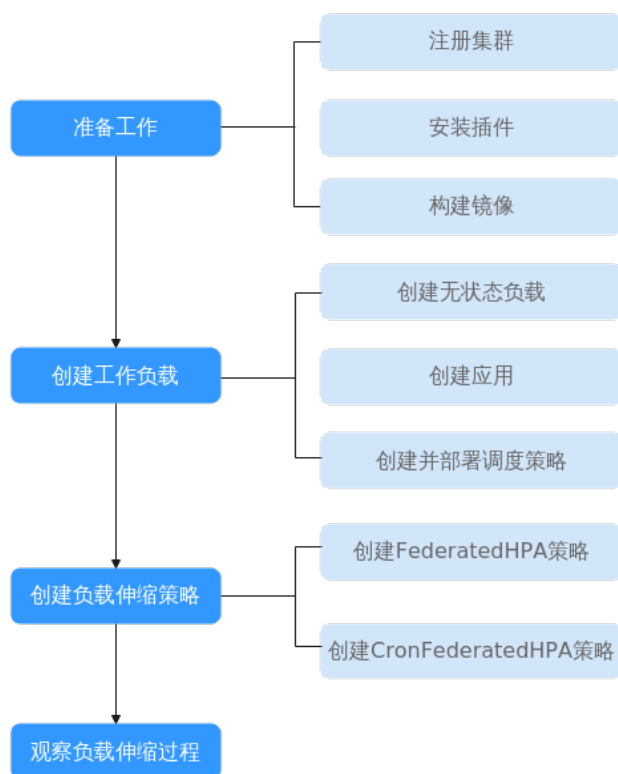 准备工作
注册集群
安装插件
构建镜像
创建工作负载
创建无状态负载
创建应用
创建并部署调度策略
创建负载伸缩策略
创建FederatedHPA策略
创建CronFederatedHPA策略
观察负载伸缩过程